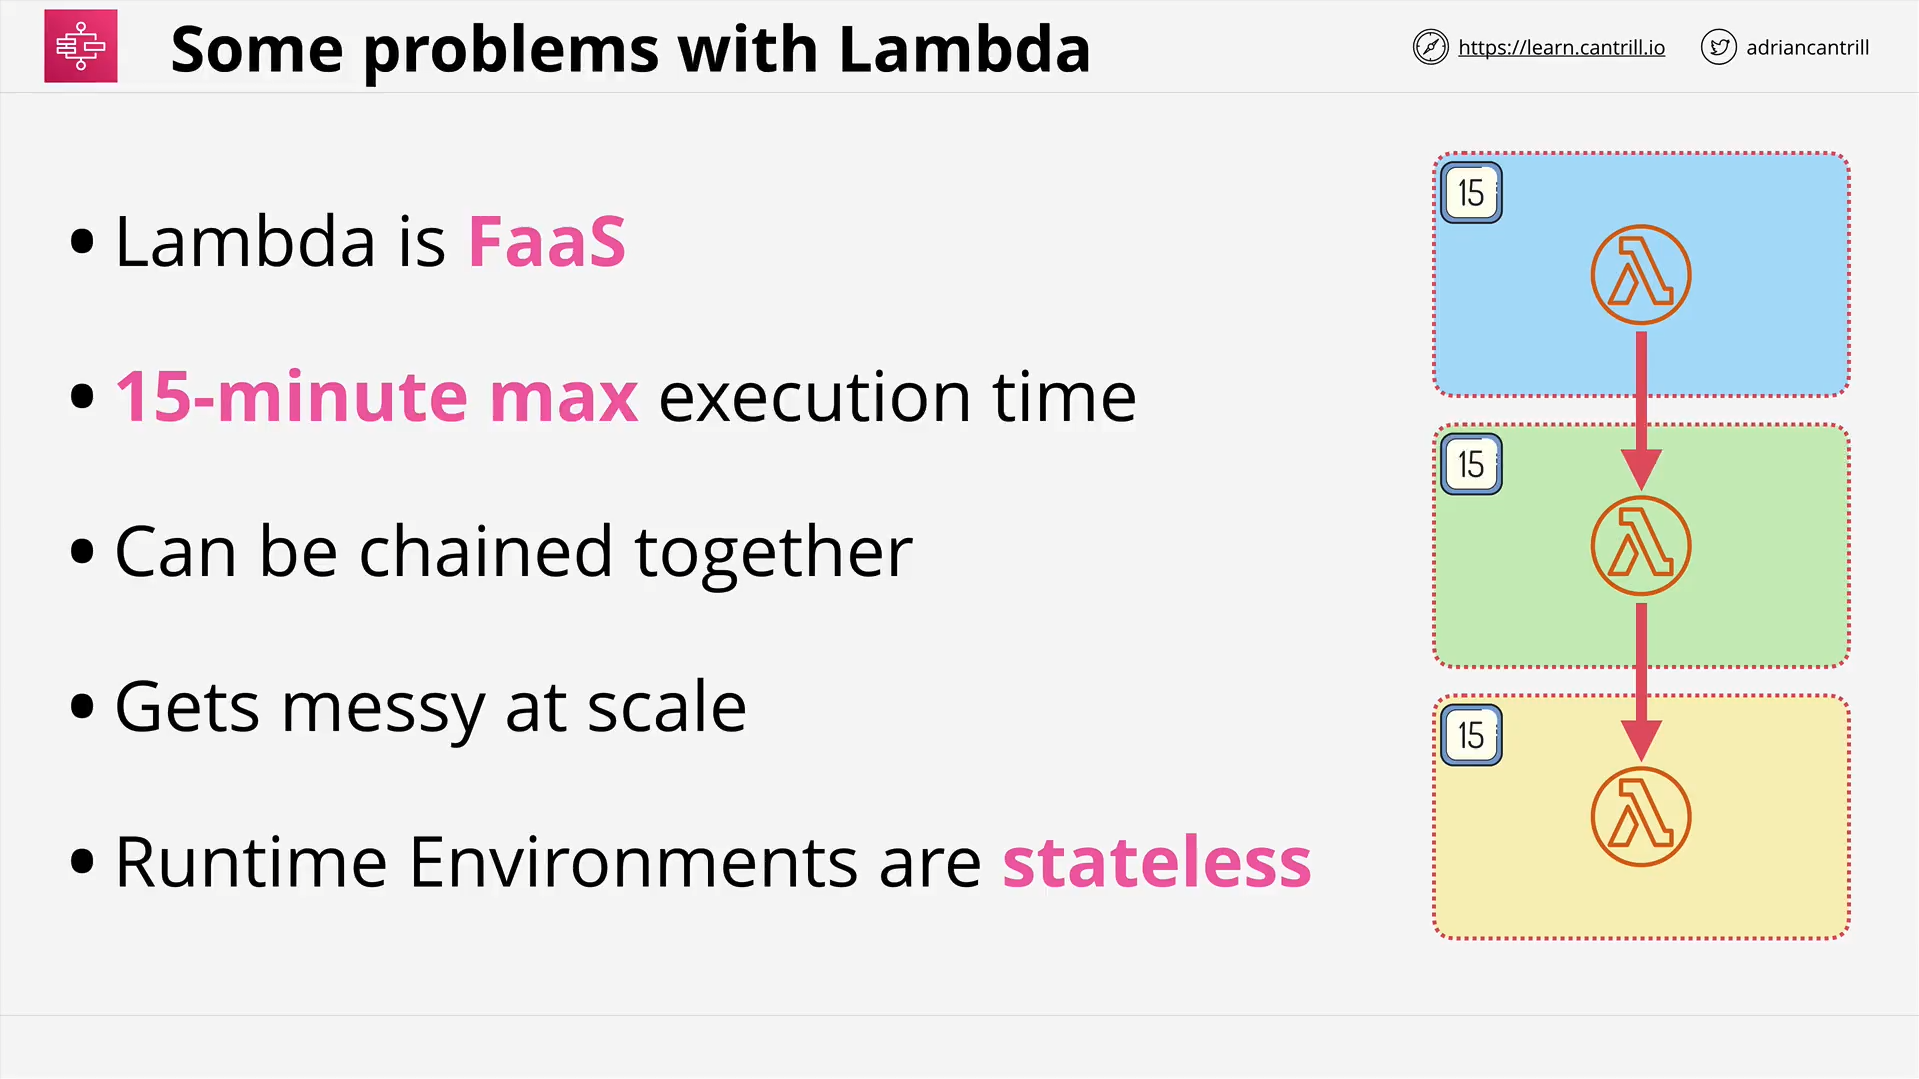 Some problems with Lambda
https://learn.cantrill.io
adriancantrill
• Lambda is FaaS
• 15-minute max execution time
• Can be chained together
• Gets messy at scale
• Runtime Environments are stateless
15
15
15